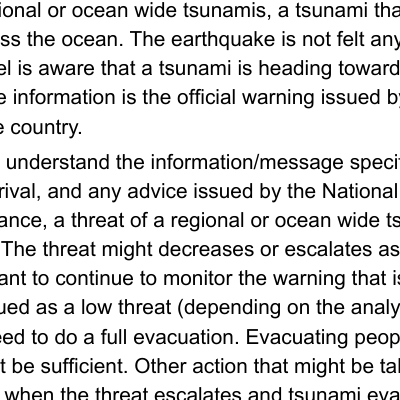 ional or ocean wide tsunamis, a tsunami tha
ss the ocean. The earthquake is not felt any
el is aware that a tsunami is heading toward
e information is the official warning issued b
e country.
understand the information/message specif
rival, and any advice issued by the National
ance, a threat of a regional or ocean wide ts
The threat might decreases or escalates as
ant to continue to monitor the warning that is
ued as a low threat (depending on the analy
eed to do a full evacuation. Evacuating peop
t be sufficient. Other action that might be tak
when the threat escalates and tsunami eva